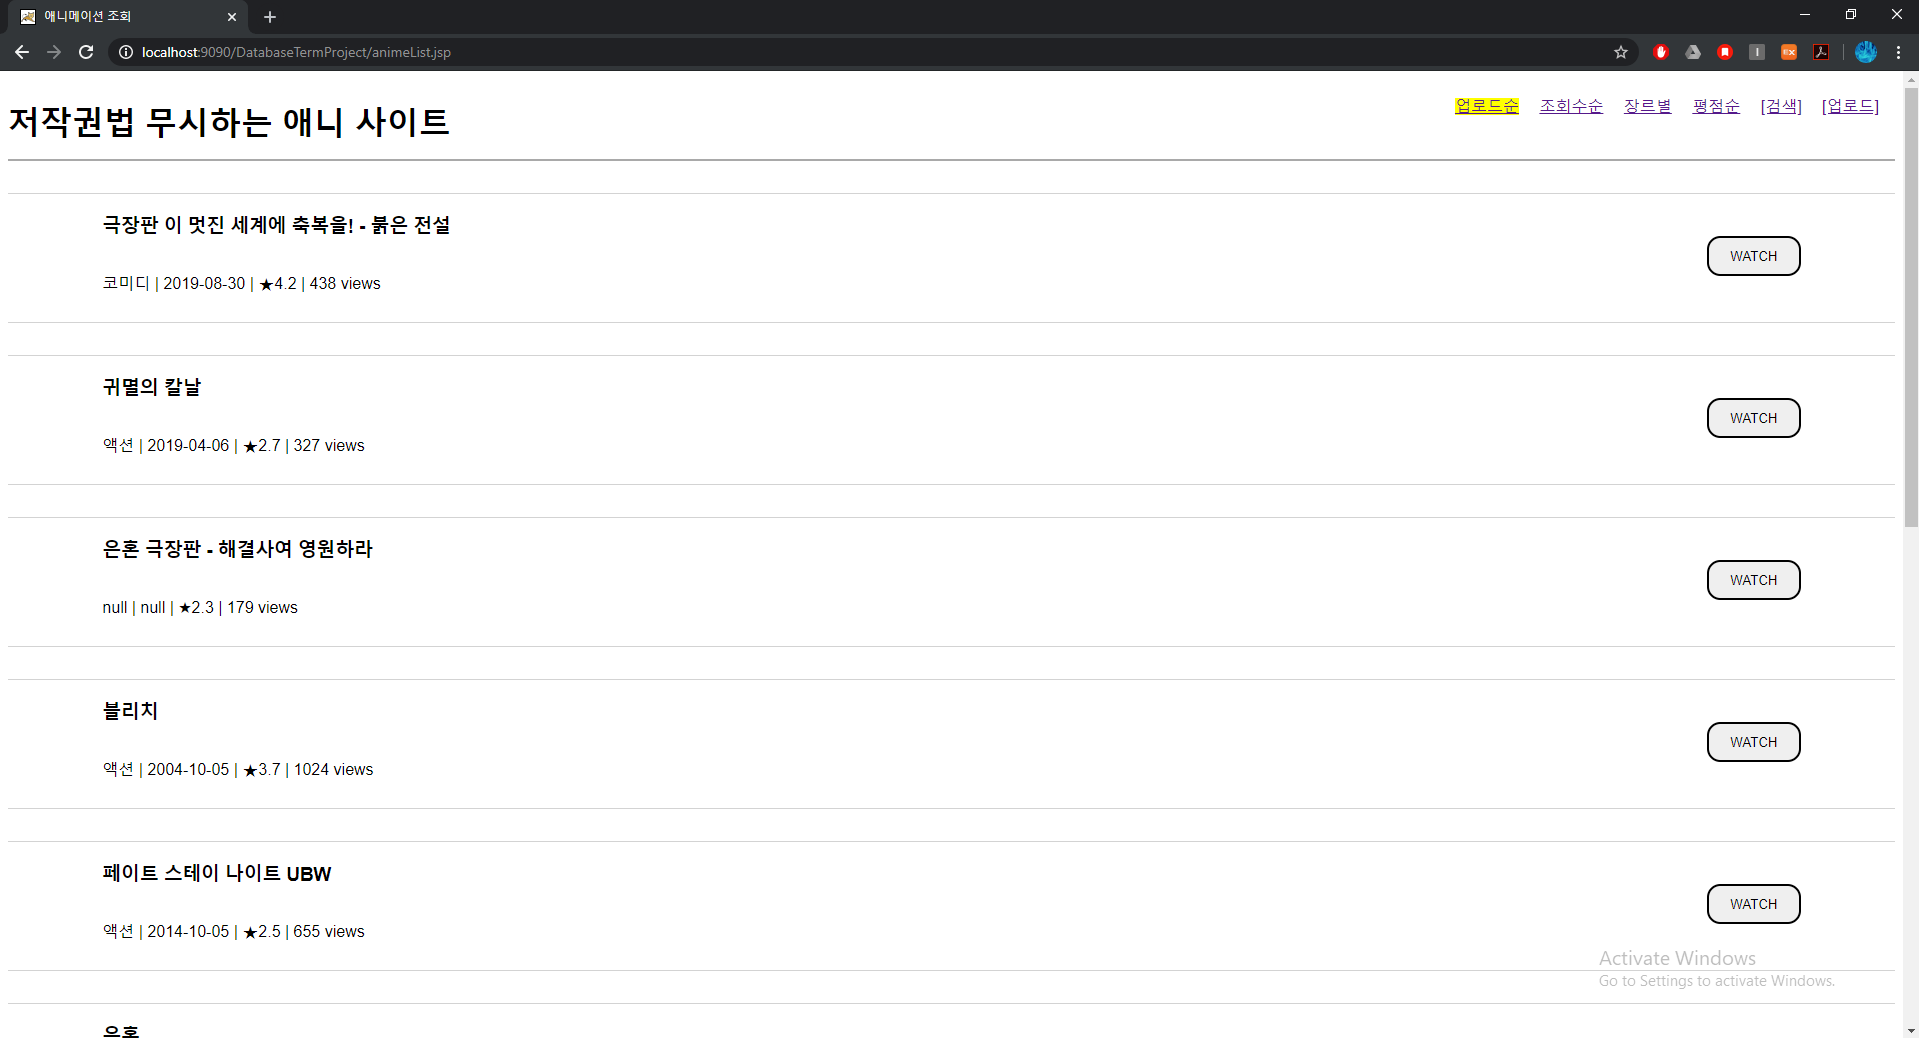 애니메이션 조회
localhost:9090/DatabaseTermProject/animeList.jsp
저작권법 무시하는 애니 사이트
업로드순 조회수순 장르별 평점순 [검색] [업로드]
극장판 이 멋진 세계에 축복을! - 붉은 전설
WATCH
코미디 | 2019-08-30 | ★4.2 | 438 views
귀멸의 칼날
WATCH
액션 | 2019-04-06 | ★2.7 | 327 views
은혼 극장판 - 해결사여 영원하라
WATCH
null | null | ★2.3 | 179 views
블리치
WATCH
액션 | 2004-10-05 | ★3.7 | 1024 views
페이트 스테이 나이트 UBW
WATCH
액션 | 2014-10-05 | ★2.5 | 655 views
Activate Windows
Go to Settings to activate Windows.